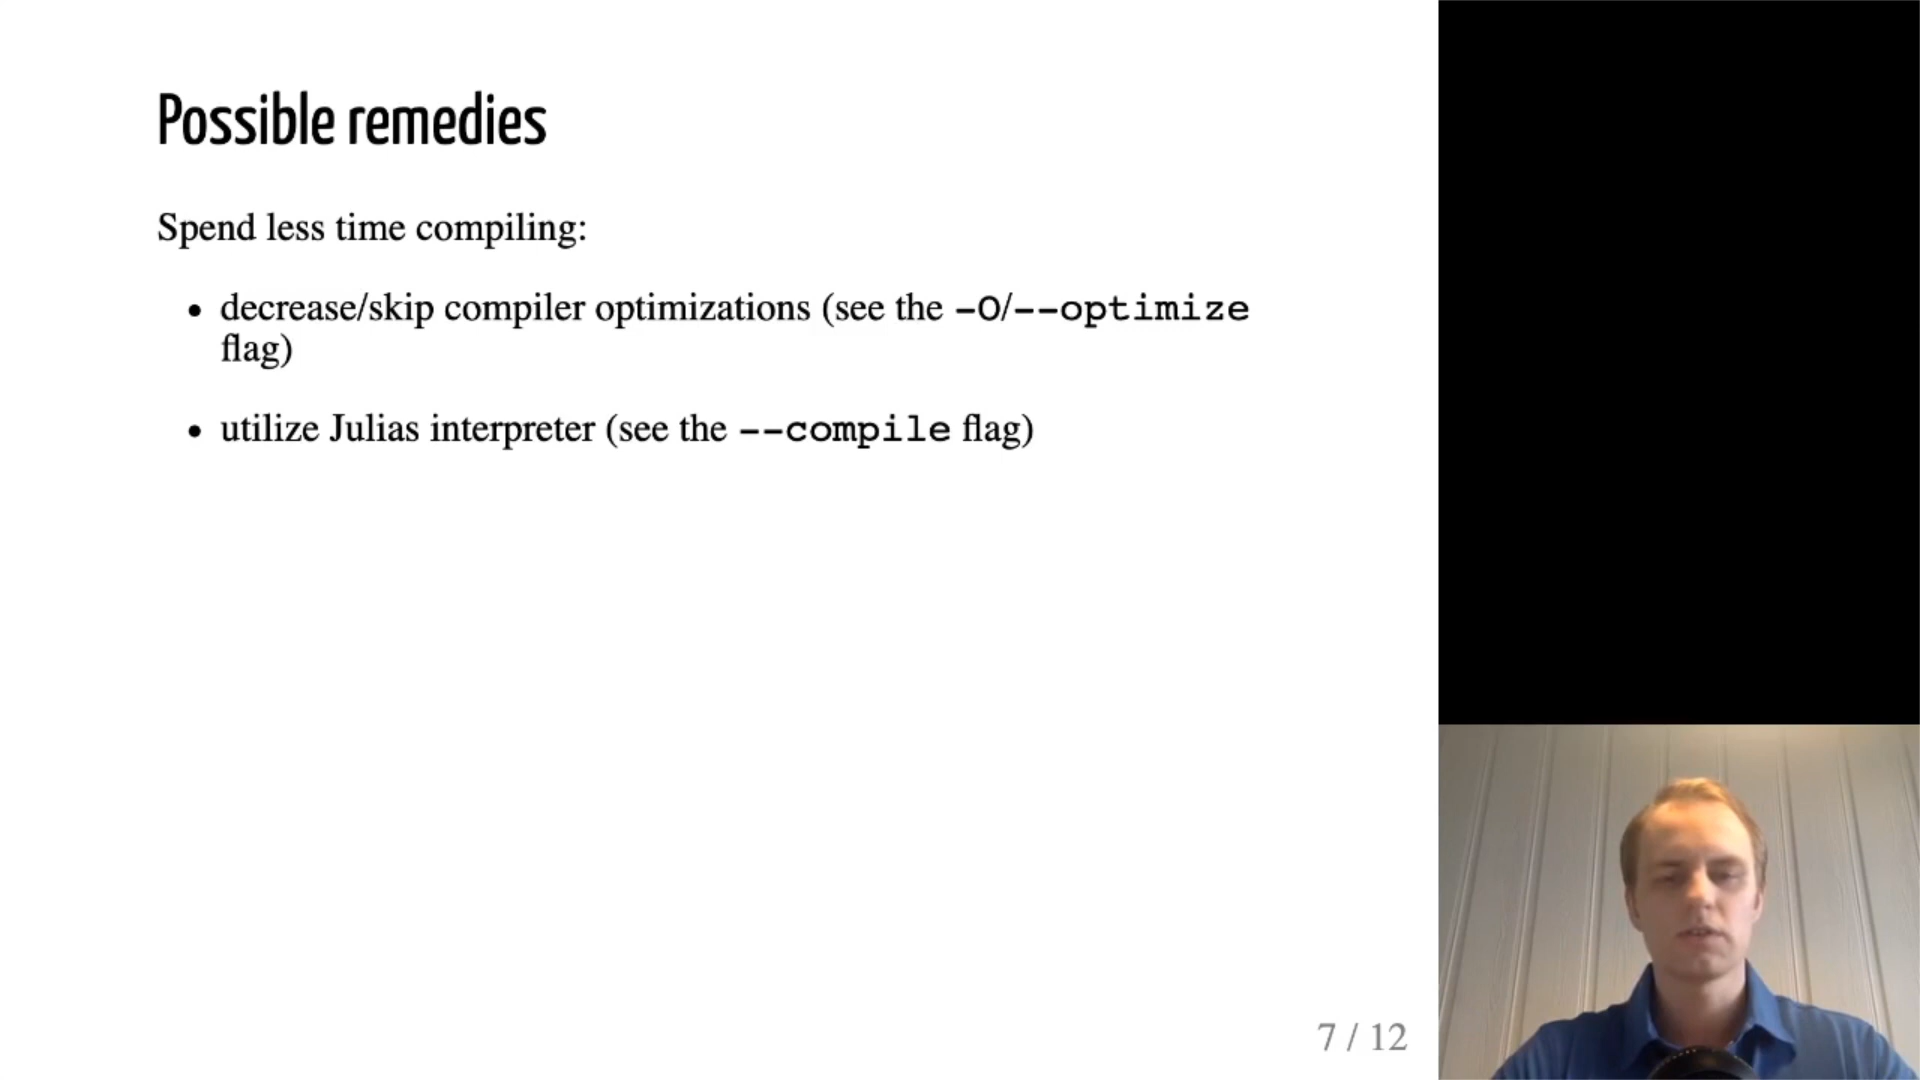 Possible remedies
Spend less time compiling:
• decrease/skip compiler optimizations (see the -O/--optimize
flag)
• utilize Julias interpreter (see the --compile flag)
7 / 12